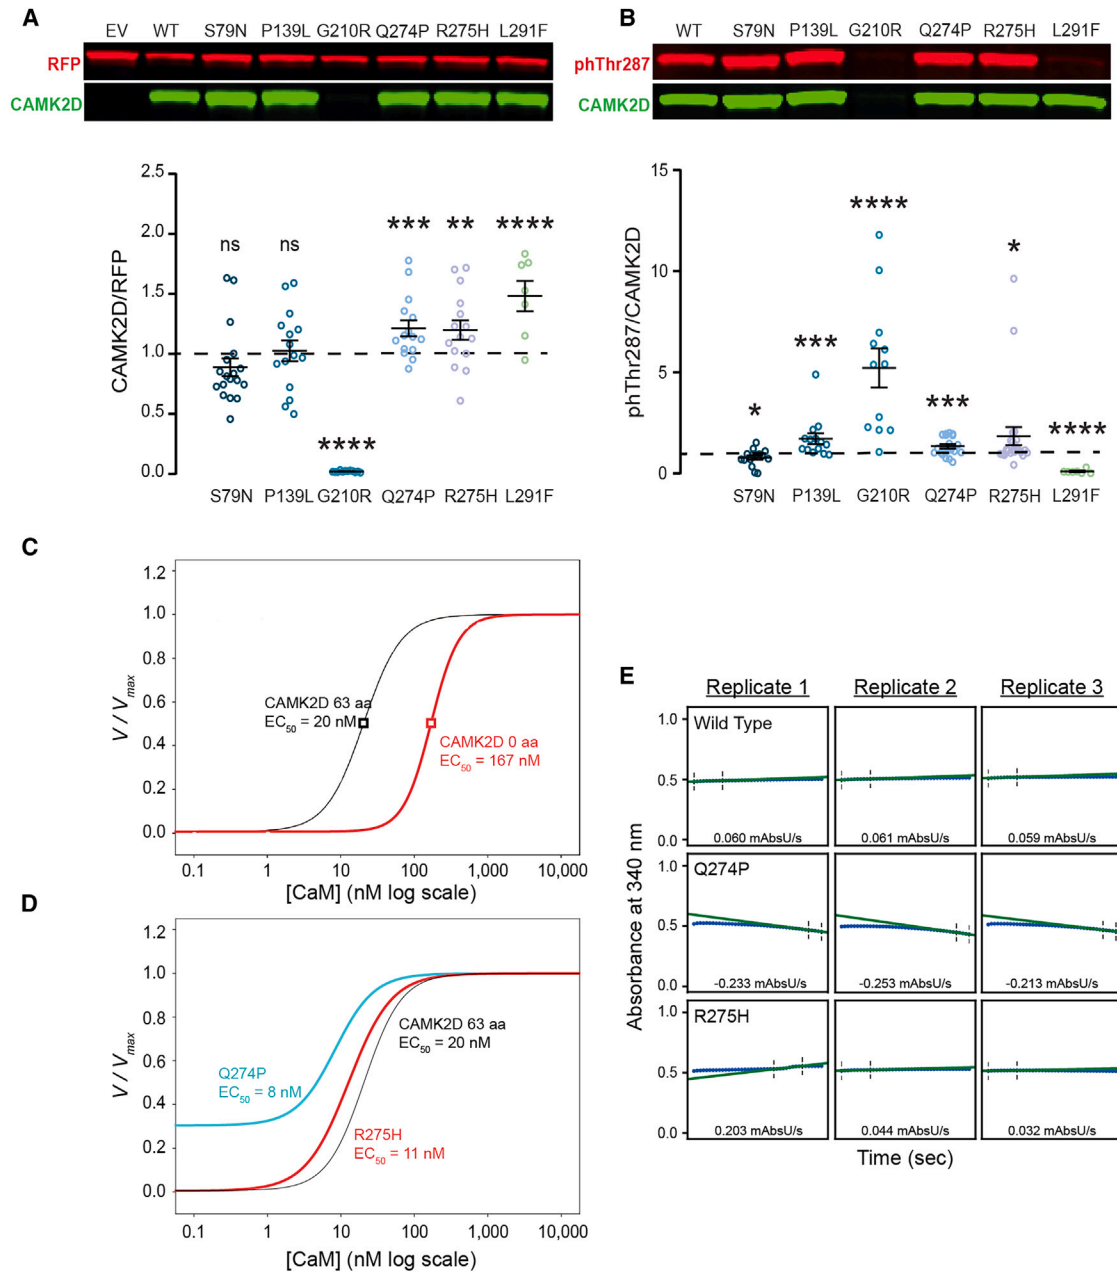 A
EV WT S79N P139L G210R Q274P R275H L291F
RFP
CAMK2D
CAMK2D/RFP
2.5
2.0
1.5
1.0
0.5
0.0
ns ns **** *** ** ****
S79N P139L G210R Q274P R275H L291F
B
WT S79N P139L G210R Q274P R275H L291F
phThr287
CAMK2D
phThr287/CAMK2D
15
10
5
0
* *** **** *** * ****
S79N P139L G210R Q274P R275H L291F
C
V / Vmax
1.2
1.0
0.8
0.6
0.4
0.2
0.0
CAMK2D 63 aa
EC50 = 20 nM
CAMK2D 0 aa
EC50 = 167 nM
0.1 1 10 100 1,000 10,000
[CaM] (nM log scale)
D
V / Vmax
1.2
1.0
0.8
0.6
0.4
0.2
0.0
CAMK2D 63 aa
EC50 = 20 nM
Q274P
EC50 = 8 nM
R275H
EC50 = 11 nM
0.1 1 10 100 1,000 10,000
[CaM] (nM log scale)
E
Replicate 1 Replicate 2 Replicate 3
Absorbance at 340 nm
1.0
0.5
0.0
Wild Type
0.060 mAbsU/s 0.061 mAbsU/s 0.059 mAbsU/s
1.0
0.5
0.0
Q274P
-0.233 mAbsU/s -0.253 mAbsU/s -0.213 mAbsU/s
1.0
0.5
0.0
R275H
0.203 mAbsU/s 0.044 mAbsU/s 0.032 mAbsU/s
Time (sec)